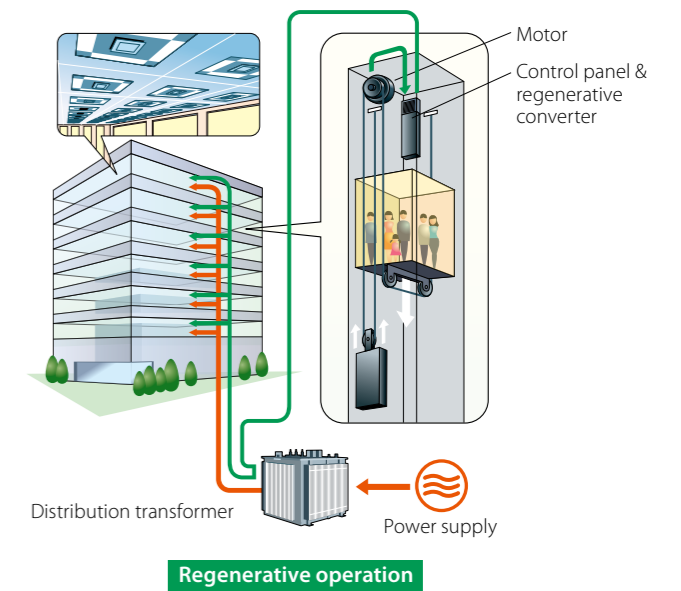 Motor
Control panel &
regenerative
converter
Distribution transformer
Power supply
Regenerative operation